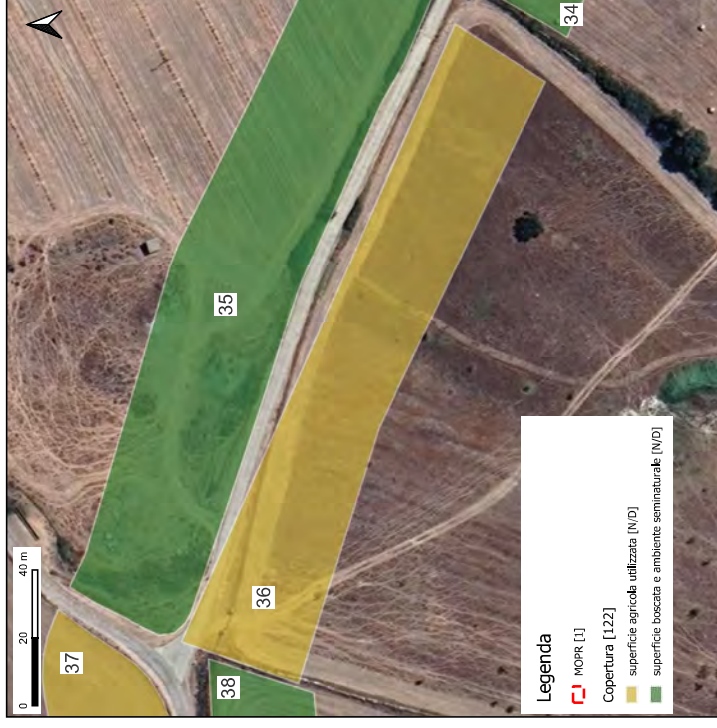 34
35
36
37
38
0 20 40 m
Legenda
MOPR [1]
Copertura [122]
superficie agricola utilizzata [N/D]
superficie boscata e ambiente seminaturale [N/D]